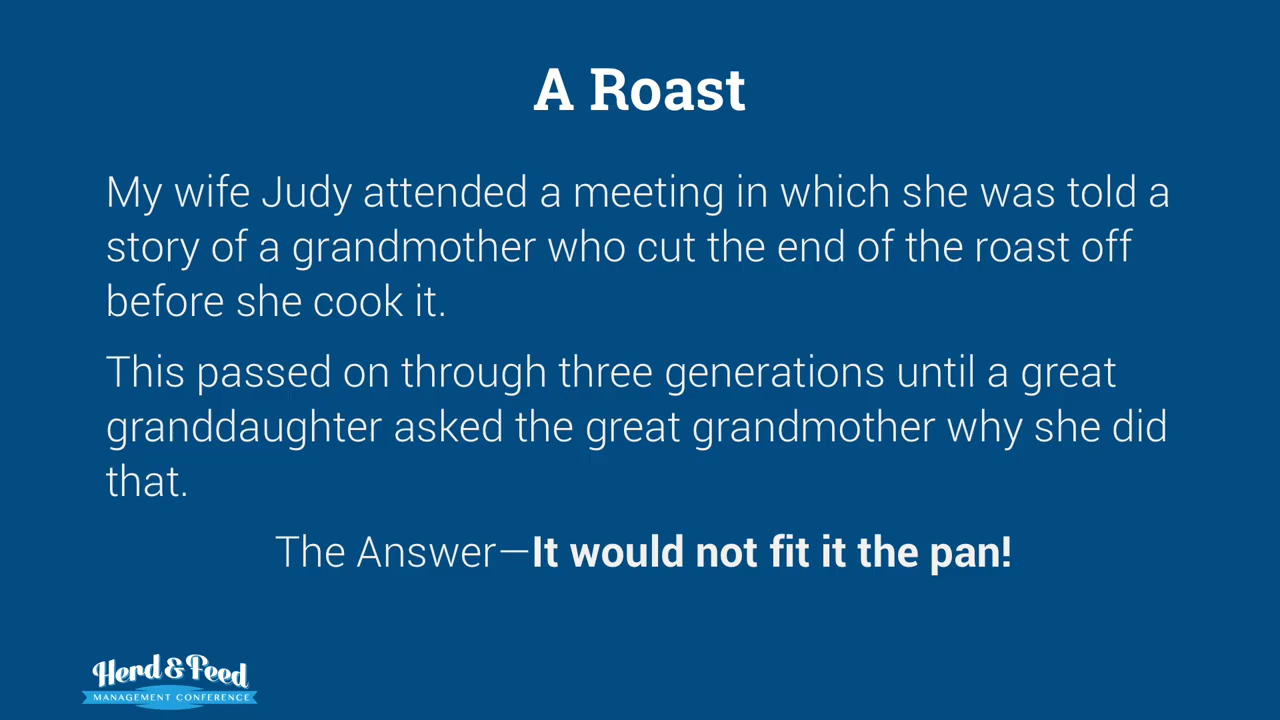 A Roast
My wife Judy attended a meeting in which she was told a
story of a grandmother who cut the end of the roast off
before she cook it.
This passed on through three generations until a great
granddaughter asked the great grandmother why she did
that.
The Answer—It would not fit it the pan!
Herd & Feed
MANAGEMENT CONFERENCE